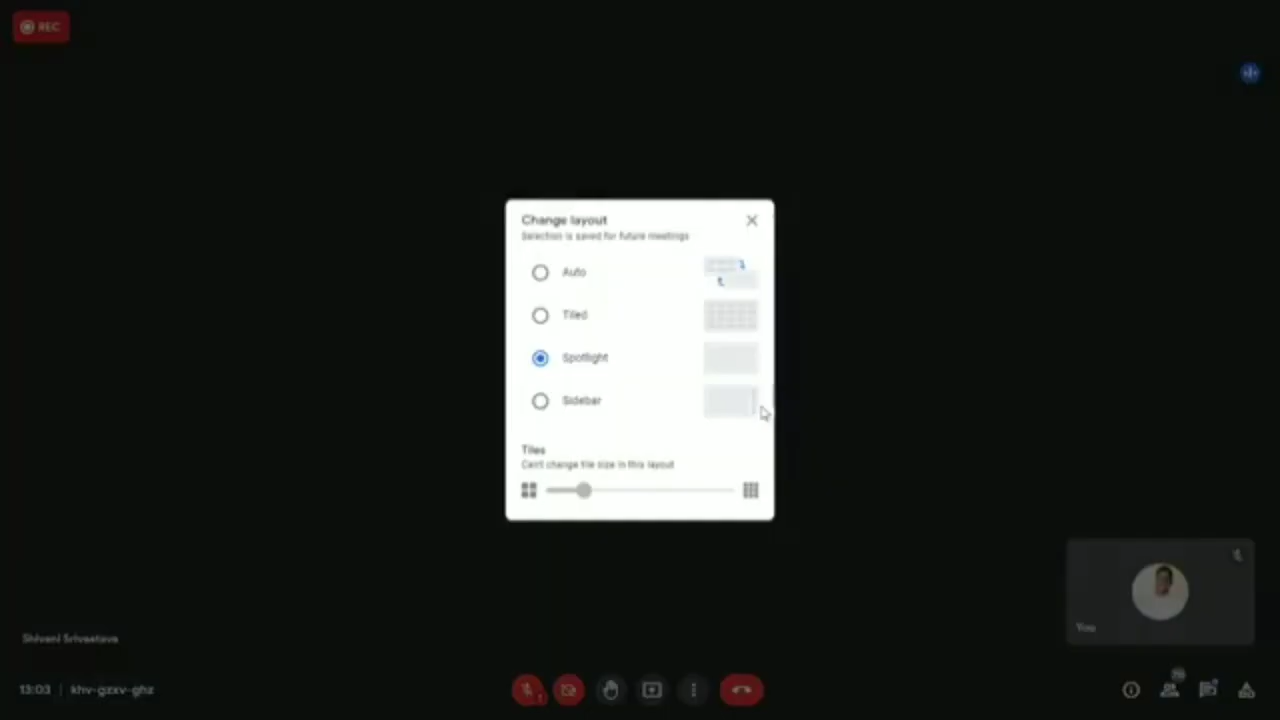 REC
Change layout
Selection is saved for future meetings
Auto
Tiled
Spotlight
Sidebar
Tiles
Can't change tile size in this layout
You
Shivani Srivastava
13:03 | khv-gzxv-ghz